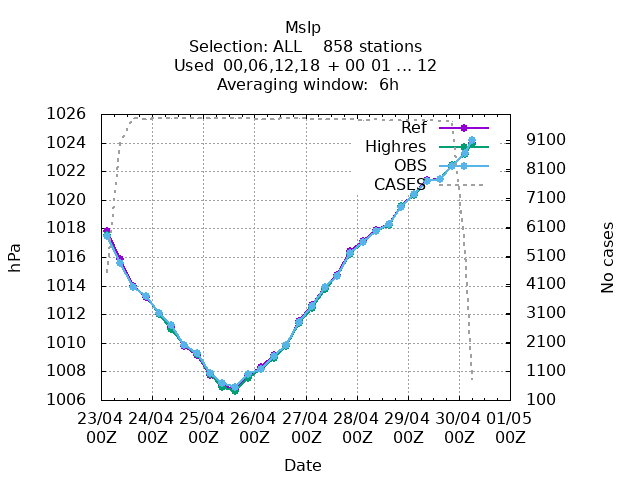 Mslp
Selection: ALL    858 stations
Used  00,06,12,18 + 00 01 ... 12
Averaging window:  6h
hPa
1026
1024
1022
1020
1018
1016
1014
1012
1010
1008
1006
Ref
Highres
OBS
CASES
9100
8100
7100
6100
5100
4100
3100
2100
1100
100
No cases
23/04 24/04 25/04 26/04 27/04 28/04 29/04 30/04 01/05
00Z 00Z 00Z 00Z 00Z 00Z 00Z 00Z 00Z
Date